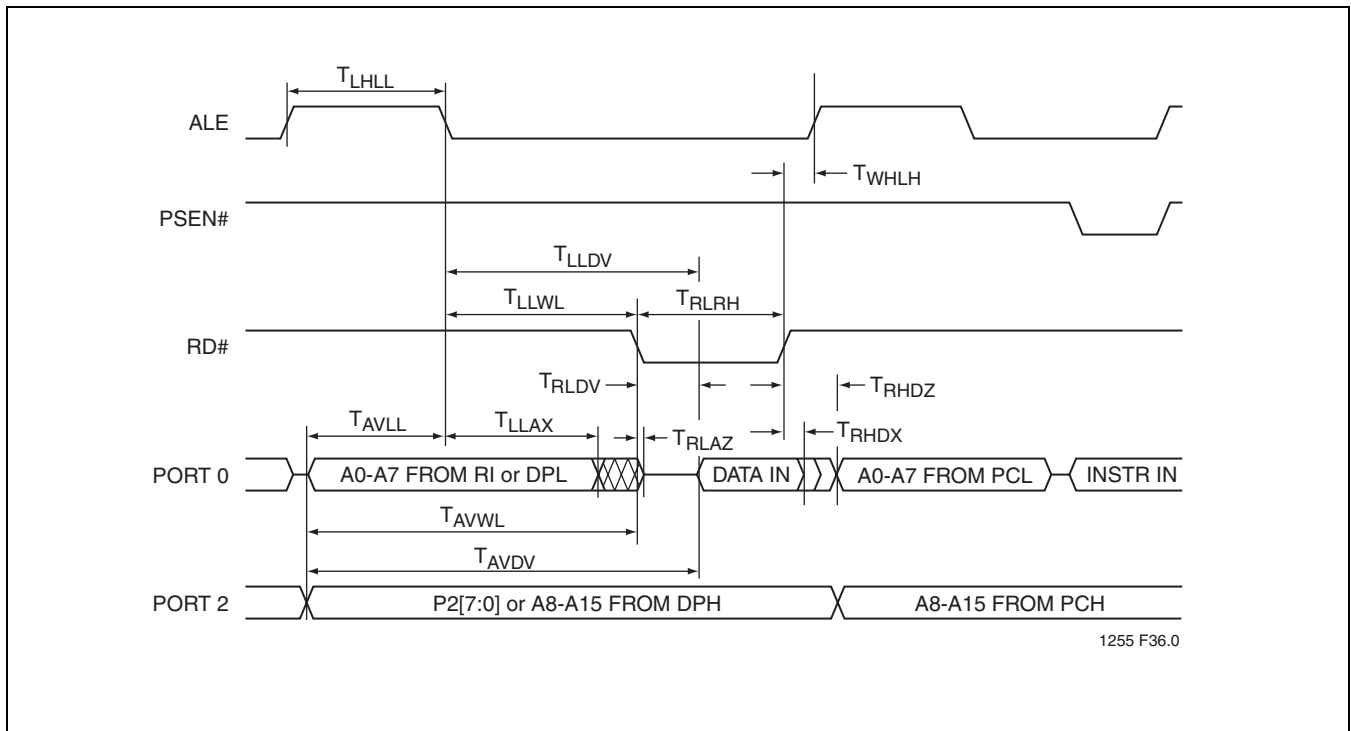 TLHLL
ALE
TWHLH
PSEN#
TLLDV
TLLWL TRLRH
RD#
TRLDV TRHDZ
TAVLL TLLAX TRLAZ TRHDX
PORT 0 A0-A7 FROM RI or DPL DATA IN A0-A7 FROM PCL INSTR IN
TAVWL
TAVDV
PORT 2 P2[7:0] or A8-A15 FROM DPH A8-A15 FROM PCH
1255 F36.0